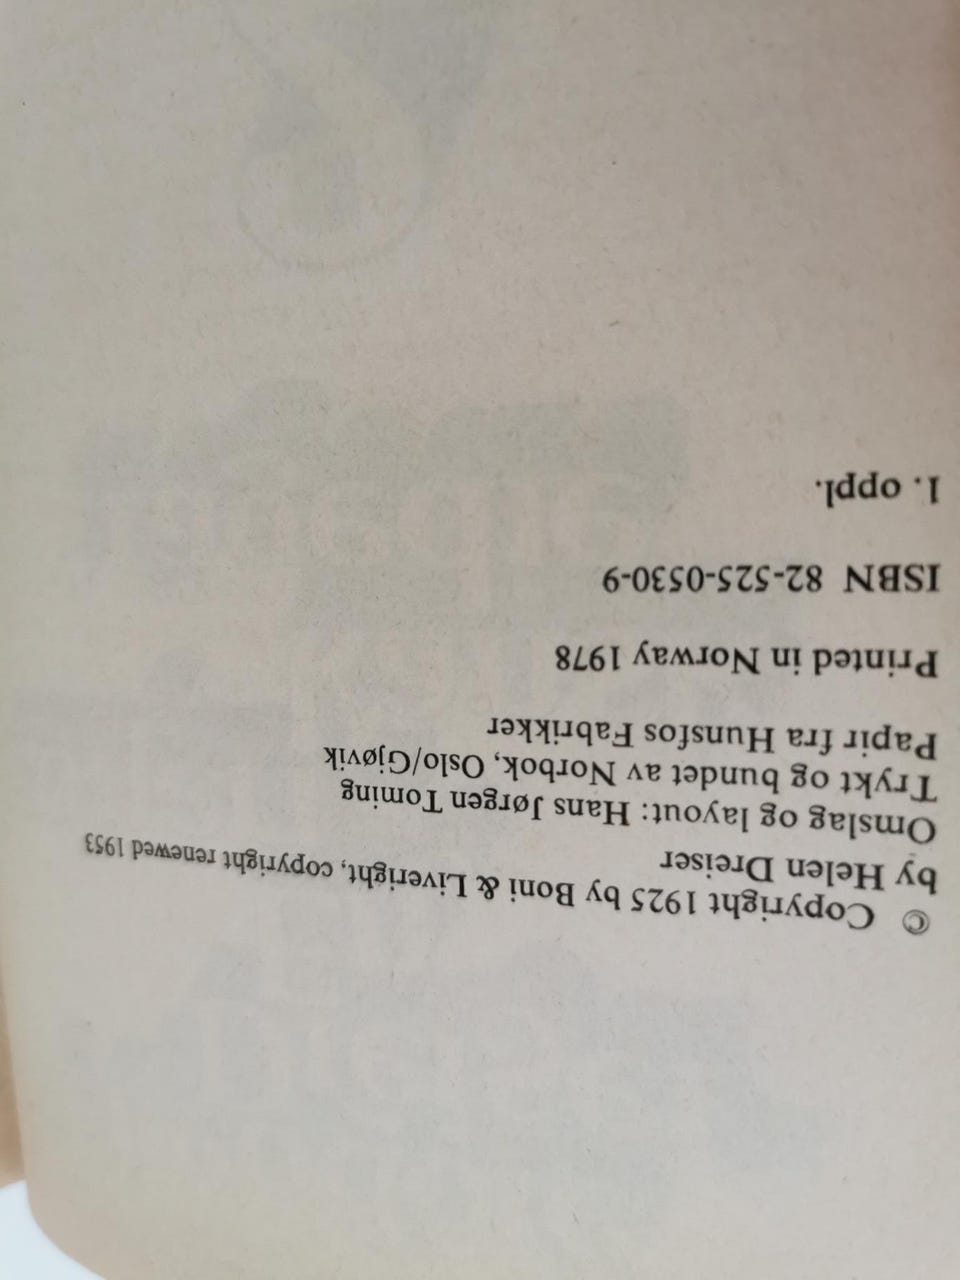 © Copyright 1925 by Boni & Liveright, copyright renewed 1953
by Helen Dreiser
Omslag og layout: Hans Jørgen Toming
Trykt og bundet av Norbok, Oslo/Gjøvik
Papir fra Hunsfos Fabrikker
Printed in Norway 1978
ISBN 82-525-0530-9
1. oppl.